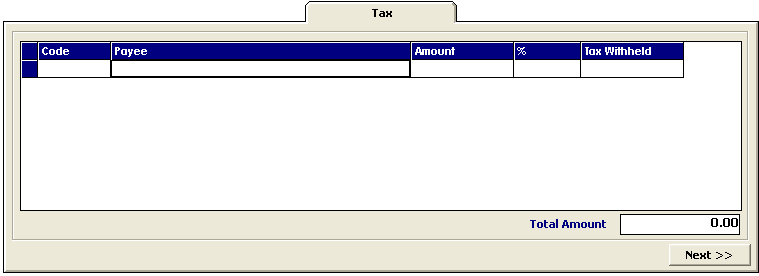 Tax
Code Payee Amount % Tax Withheld
Total Amount 0.00
Next >>